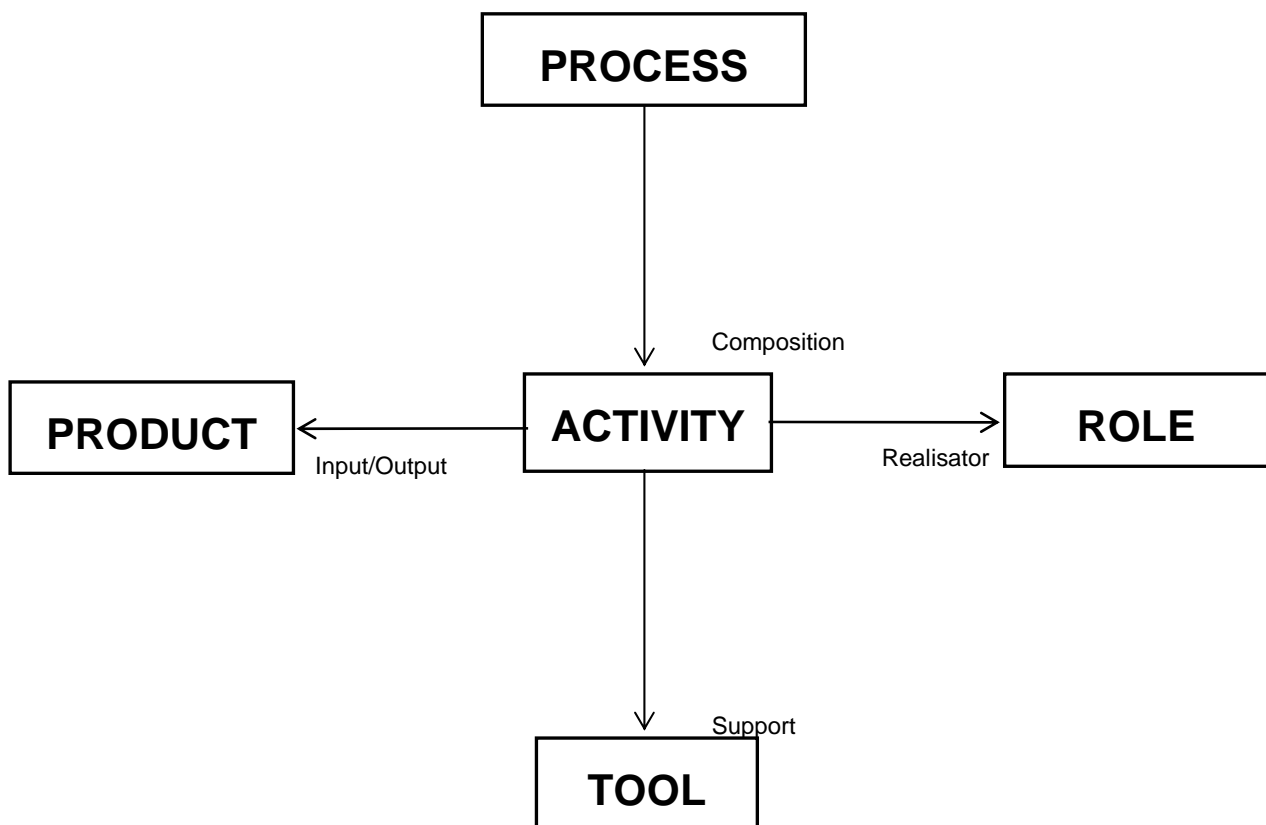 PROCESS
Composition
PRODUCT
ACTIVITY
ROLE
Input/Output
Realisator
Support
TOOL